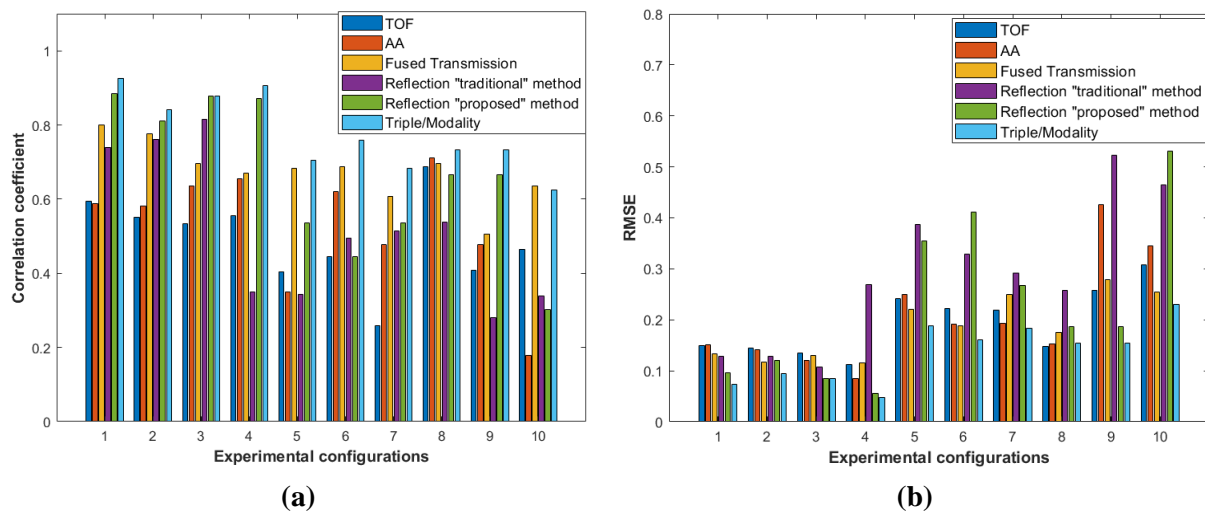 TOF
AA
Fused Transmission
Reflection "traditional" method
Reflection "proposed" method
Triple/Modality
1
0.8
0.6
0.4
0.2
0
Correlation coefficient
1 2 3 4 5 6 7 8 9 10
Experimental configurations
(a)
TOF
AA
Fused Transmission
Reflection "traditional" method
Reflection "proposed" method
Triple/Modality
0.8
0.7
0.6
0.5
0.4
0.3
0.2
0.1
0
RMSE
1 2 3 4 5 6 7 8 9 10
Experimental configurations
(b)